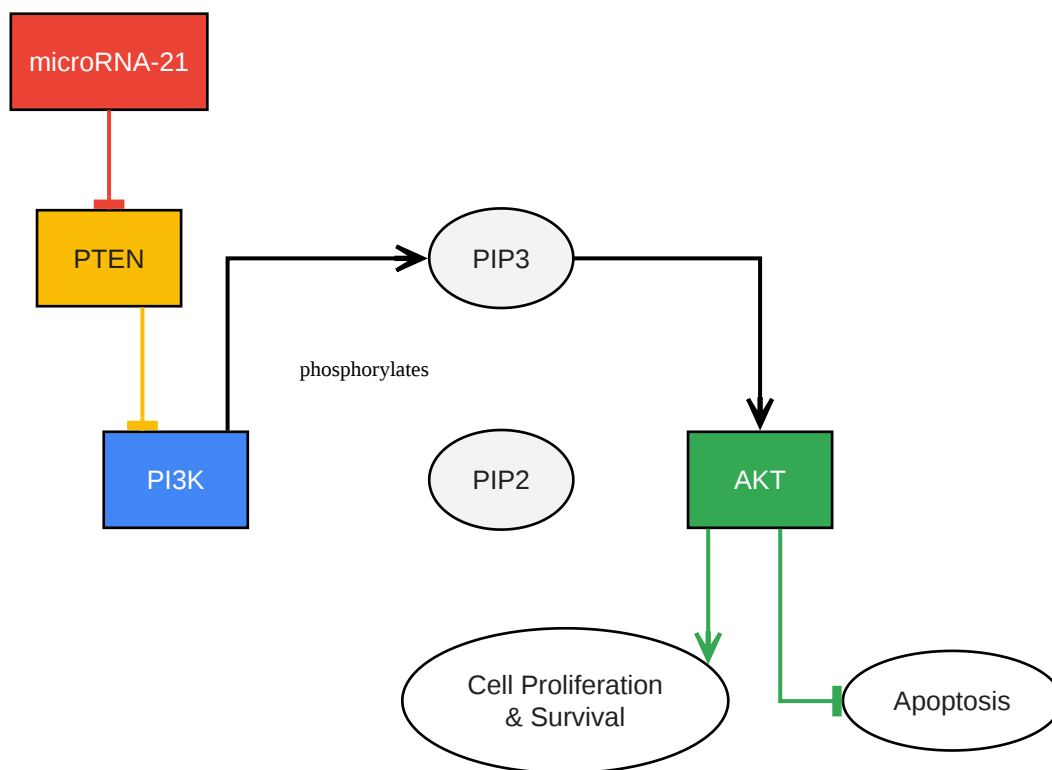 microRNA-21
PTEN
PIP3
phosphorylates
PI3K
PIP2
AKT
Cell Proliferation
& Survival
Apoptosis